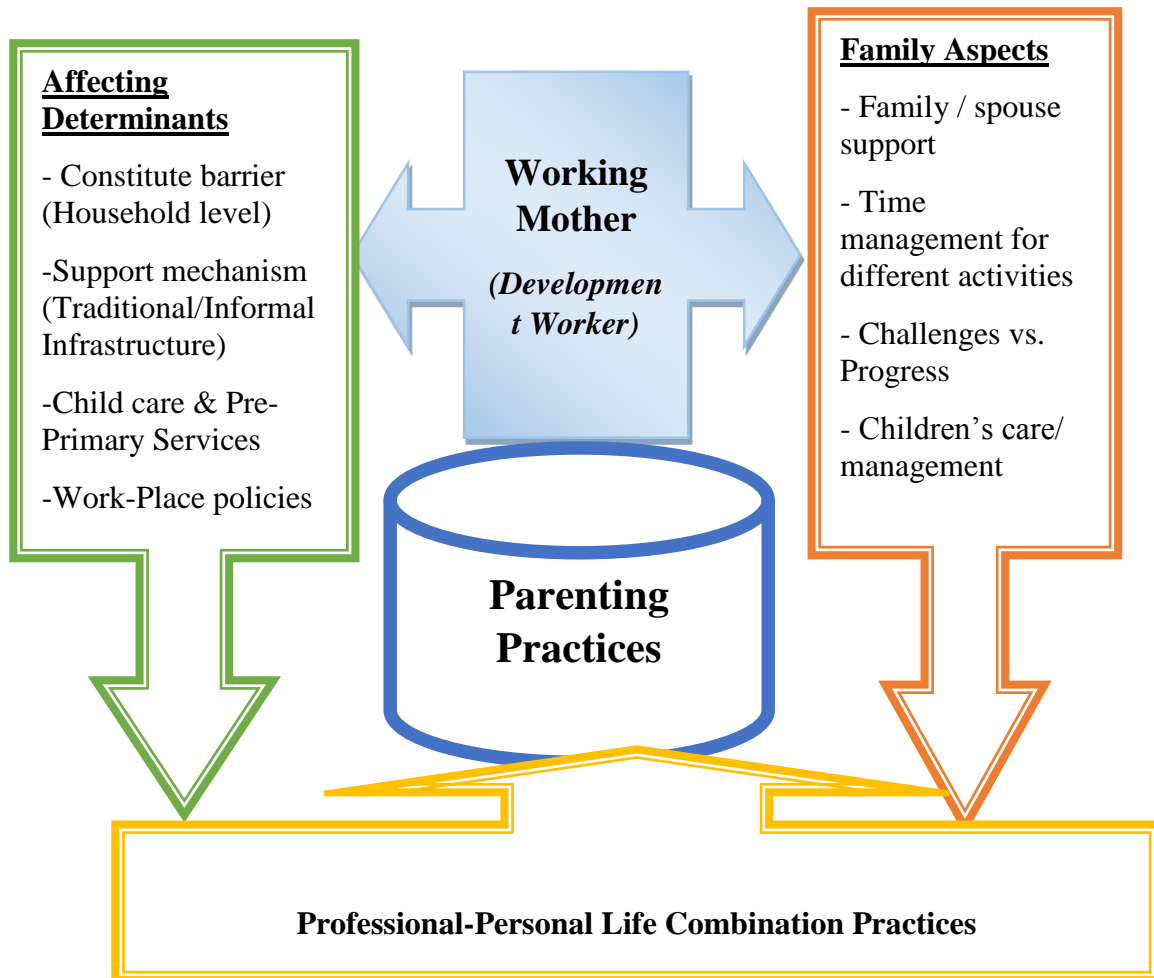 Affecting
Determinants
- Constitute barrier
(Household level)
-Support mechanism
(Traditional/Informal
Infrastructure)
-Child care & Pre-
Primary Services
-Work-Place policies
Working
Mother
(Developmen
t Worker)
Family Aspects
- Family / spouse
support
- Time
management for
different activities
- Challenges vs.
Progress
- Children’s care/
management
Parenting
Practices
Professional-Personal Life Combination Practices